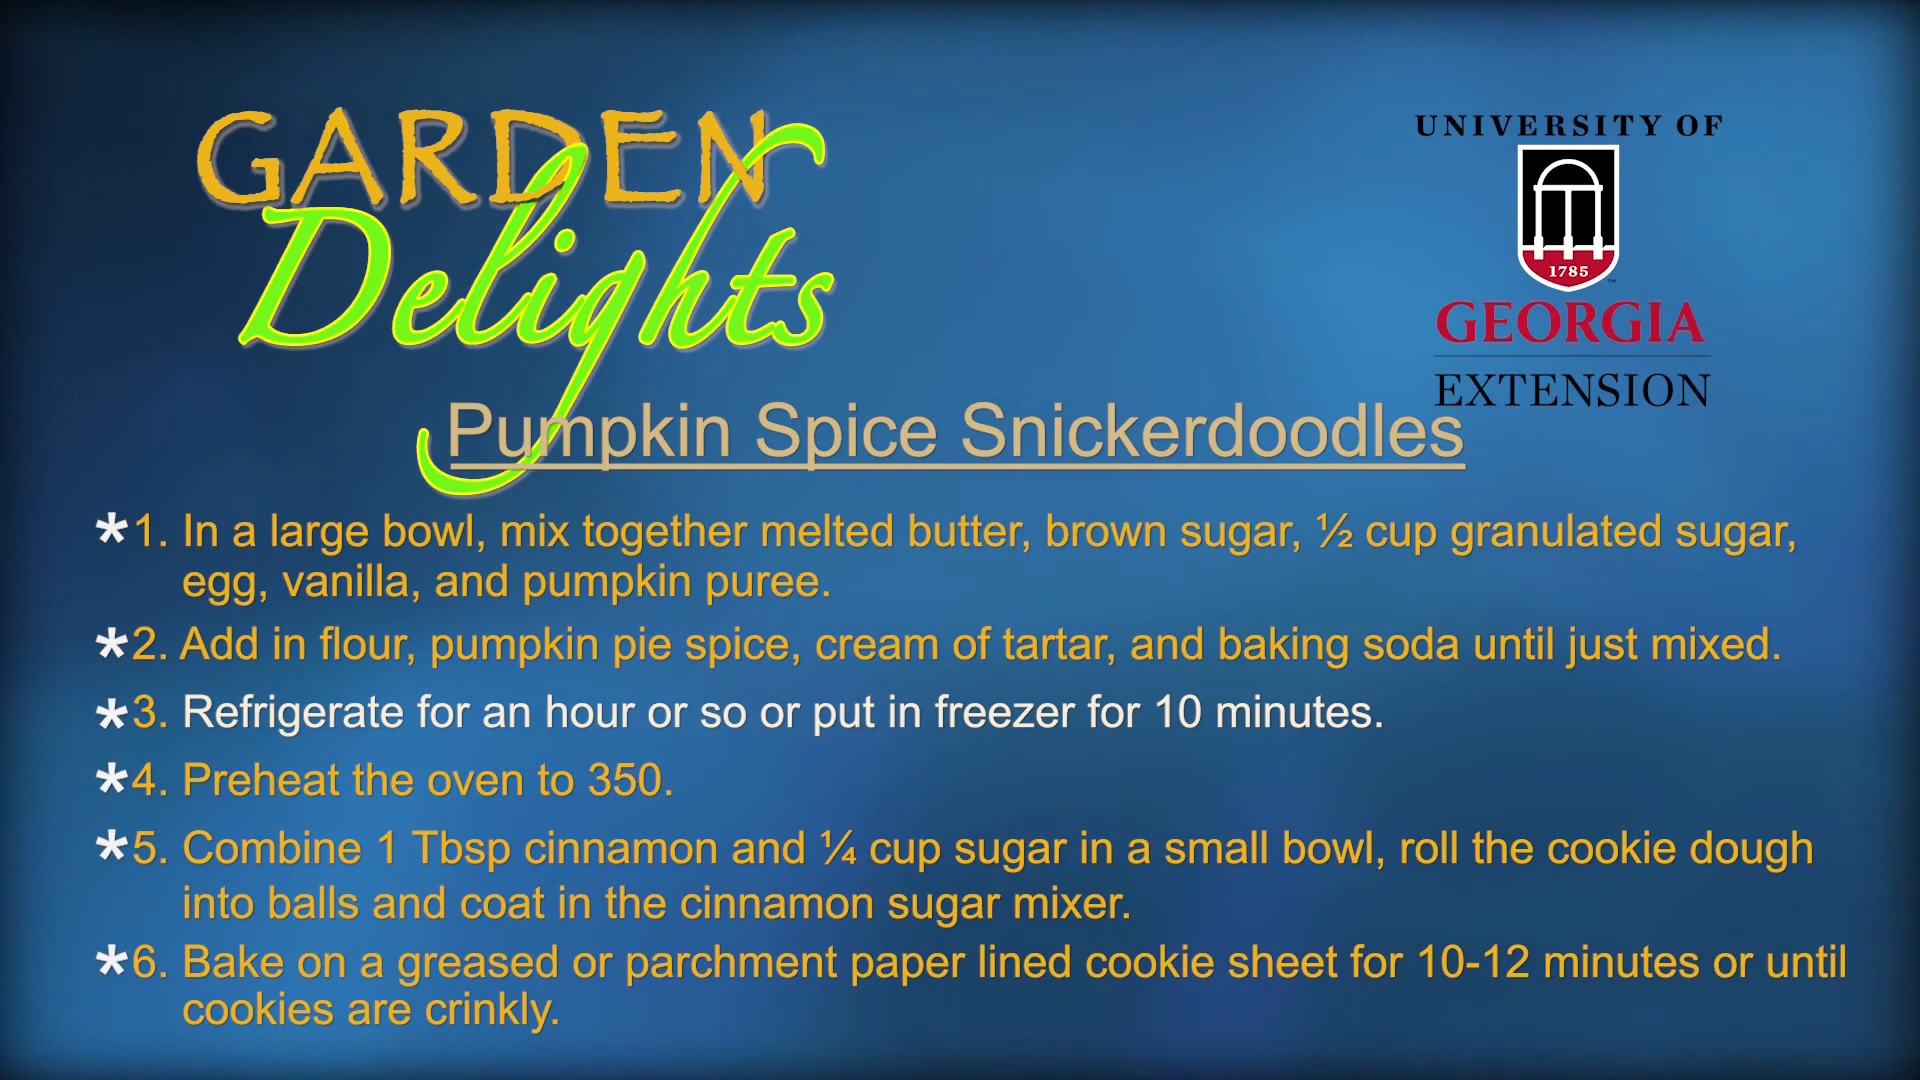 GARDEN
Delights
UNIVERSITY OF
1785
GEORGIA
EXTENSION
Pumpkin Spice Snickerdoodles
*1. In a large bowl, mix together melted butter, brown sugar, ½ cup granulated sugar,
egg, vanilla, and pumpkin puree.
*2. Add in flour, pumpkin pie spice, cream of tartar, and baking soda until just mixed.
*3. Refrigerate for an hour or so or put in freezer for 10 minutes.
*4. Preheat the oven to 350.
*5. Combine 1 Tbsp cinnamon and ¼ cup sugar in a small bowl, roll the cookie dough
into balls and coat in the cinnamon sugar mixer.
*6. Bake on a greased or parchment paper lined cookie sheet for 10-12 minutes or until
cookies are crinkly.